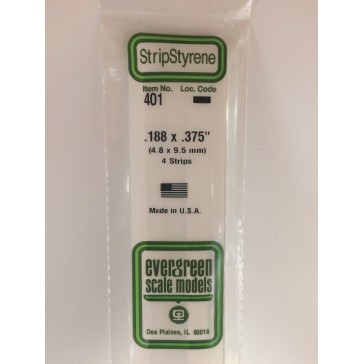 StripStyrene
Item No. Loc. Code
401
.188 x .375"
(4.8 x 9.5 mm)
4 Strips
Made in U.S.A.
evergreen
scale models
Des Plaines, IL 60018